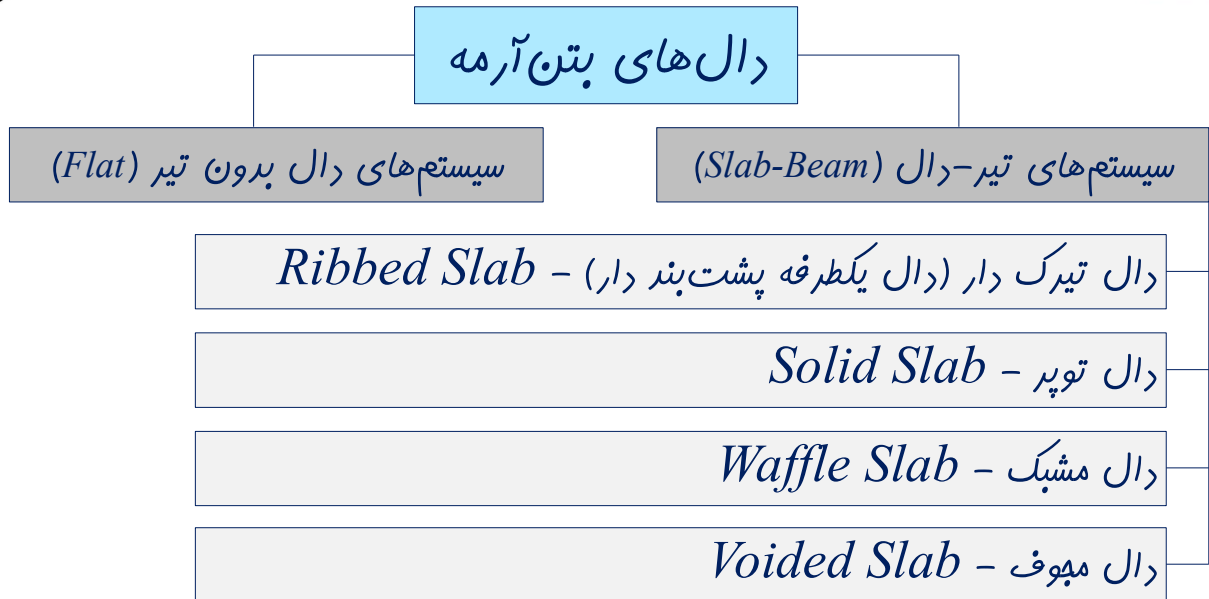 دال‌های بتن‌آرمه
سیستم‌های تیر-دال (Slab-Beam)
سیستم‌های دال بدون تیر (Flat)
دال تیرک دار (دال یکطرفه پشت‌بند دار) - Ribbed Slab
دال توپر - Solid Slab
دال مشبک - Waffle Slab
دال مجوف - Voided Slab